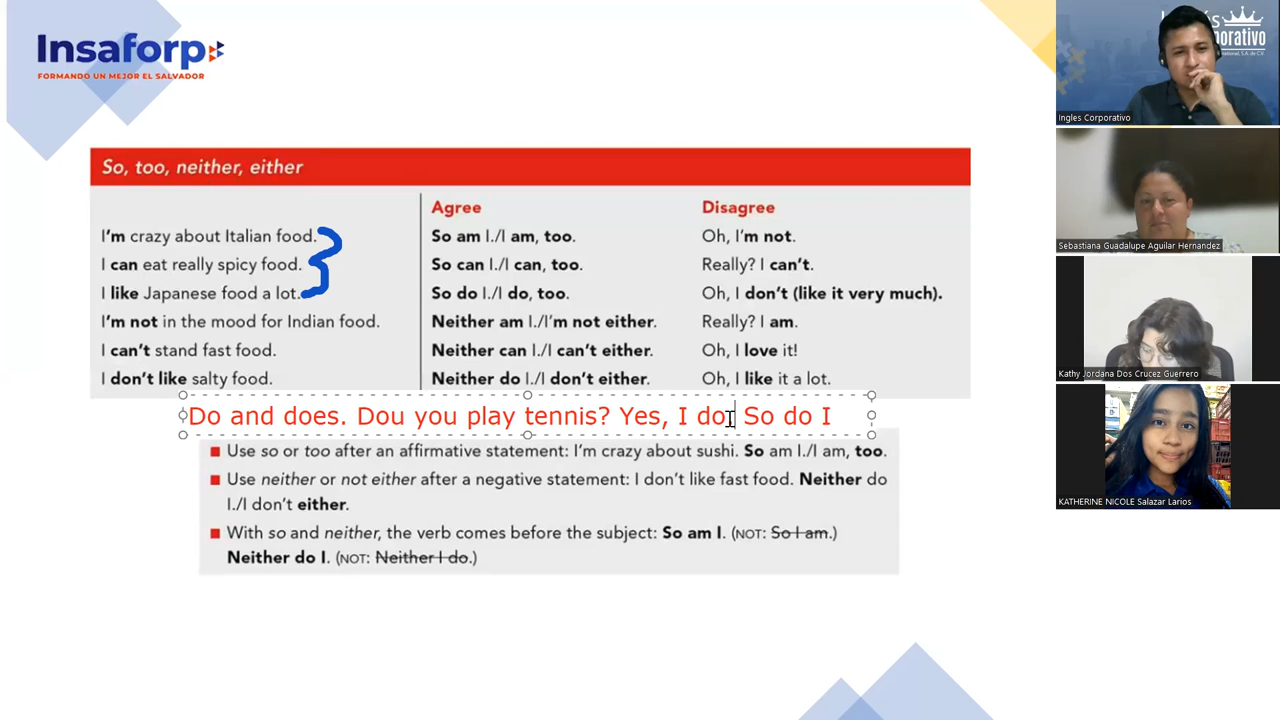 Insaforp
FORMANDO UN MEJOR EL SALVADOR
So, too, neither, either
Agree
Disagree
I'm crazy about Italian food.
So am I./I am, too.
Oh, I'm not.
I can eat really spicy food.
So can I./I can, too.
Really? I can't.
I like Japanese food a lot.
So do I./I do, too.
Oh, I don't (like it very much).
I'm not in the mood for Indian food.
Neither am I./I'm not either.
Really? I am.
I can't stand fast food.
Neither can I./I can't either.
Oh, I love it!
I don't like salty food.
Neither do I./I don't either.
Oh, I like it a lot.
Do and does. Dou you play tennis? Yes, I do. So do I
Use so or too after an affirmative statement: I'm crazy about sushi. So am I./I am, too.
Use neither or not either after a negative statement: I don't like fast food. Neither do
I./I don't either.
With so and neither, the verb comes before the subject: So am I. (NOT: So I am.)
Neither do I. (NOT: Neither I do.)
Ingles Corporativo
Sebastiana Guadalupe Aguilar Hernandez
Kathy Jordana Dos Crucez Guerrero
KATHERINE NICOLE Salazar Larios